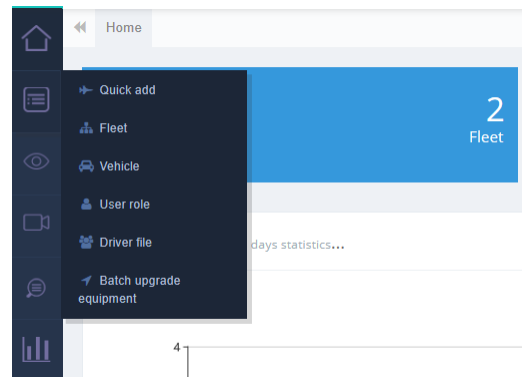 Home
2
Fleet
Quick add
Fleet
Vehicle
User role
Driver file
Batch upgrade
equipment
days statistics...
4